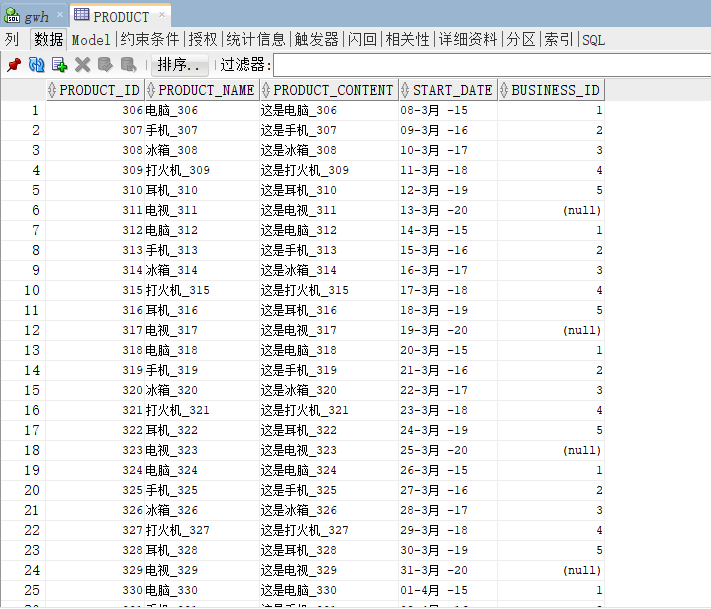 gwh PRODUCT
列 数据 Model 约束条件 授权 统计信息 触发器 闪回 相关性 详细资料 分区 索引 SQL
排序.. 过滤器:
PRODUCT_ID PRODUCT_NAME PRODUCT_CONTENT START_DATE BUSINESS_ID
1 306 电脑_306 这是电脑_306 08-3月 -15 1
2 307 手机_307 这是手机_307 09-3月 -16 2
3 308 冰箱_308 这是冰箱_308 10-3月 -17 3
4 309 打火机_309 这是打火机_309 11-3月 -18 4
5 310 耳机_310 这是耳机_310 12-3月 -19 5
6 311 电视_311 这是电视_311 13-3月 -20 (null)
7 312 电脑_312 这是电脑_312 14-3月 -15 1
8 313 手机_313 这是手机_313 15-3月 -16 2
9 314 冰箱_314 这是冰箱_314 16-3月 -17 3
10 315 打火机_315 这是打火机_315 17-3月 -18 4
11 316 耳机_316 这是耳机_316 18-3月 -19 5
12 317 电视_317 这是电视_317 19-3月 -20 (null)
13 318 电脑_318 这是电脑_318 20-3月 -15 1
14 319 手机_319 这是手机_319 21-3月 -16 2
15 320 冰箱_320 这是冰箱_320 22-3月 -17 3
16 321 打火机_321 这是打火机_321 23-3月 -18 4
17 322 耳机_322 这是耳机_322 24-3月 -19 5
18 323 电视_323 这是电视_323 25-3月 -20 (null)
19 324 电脑_324 这是电脑_324 26-3月 -15 1
20 325 手机_325 这是手机_325 27-3月 -16 2
21 326 冰箱_326 这是冰箱_326 28-3月 -17 3
22 327 打火机_327 这是打火机_327 29-3月 -18 4
23 328 耳机_328 这是耳机_328 30-3月 -19 5
24 329 电视_329 这是电视_329 31-3月 -20 (null)
25 330 电脑_330 这是电脑_330 01-4月 -15 1